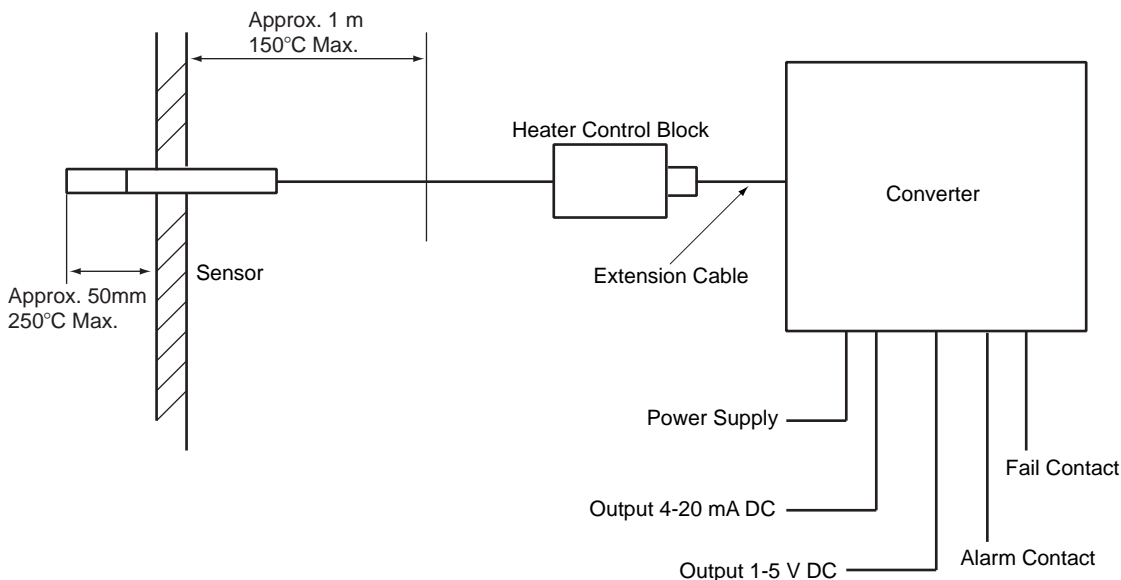 Approx. 1 m
150°C Max.
Heater Control Block
Converter
Sensor
Extension Cable
Approx. 50mm
250°C Max.
Power Supply
Fail Contact
Output 4-20 mA DC
Alarm Contact
Output 1-5 V DC